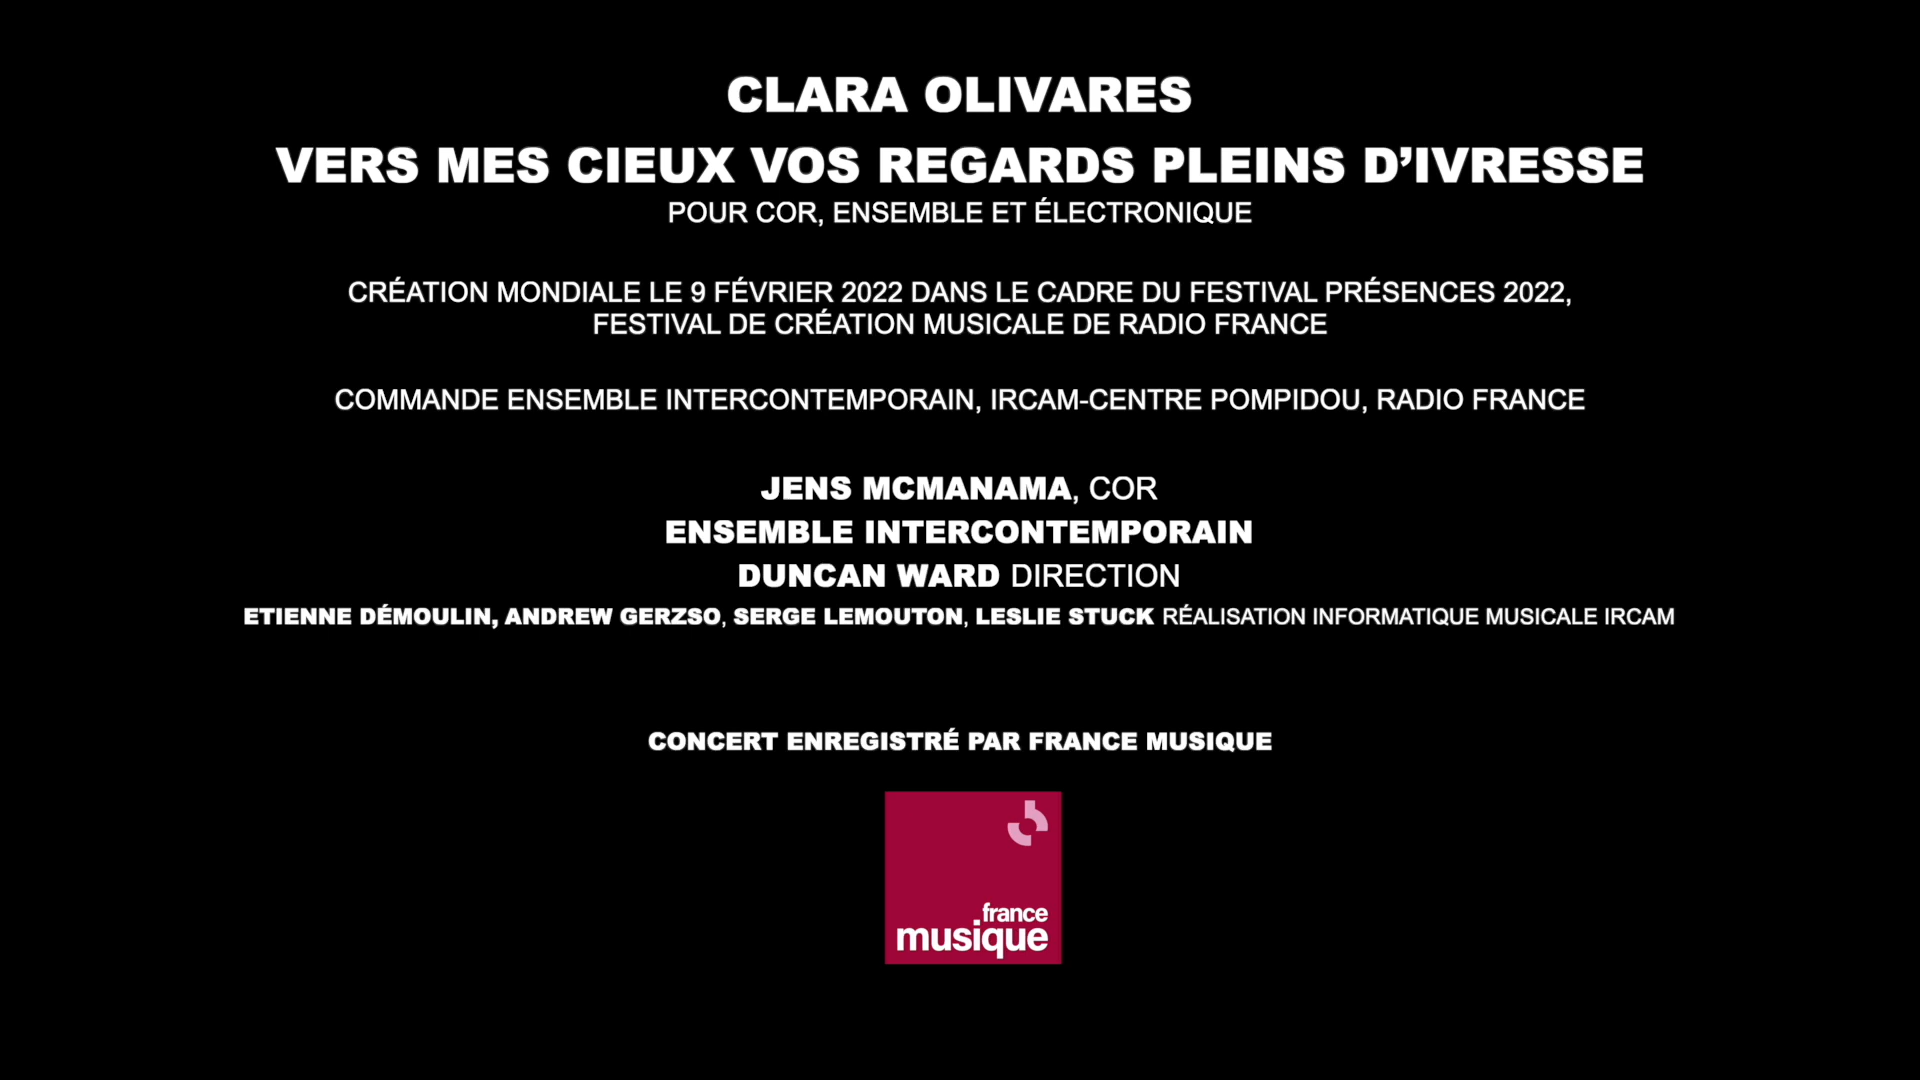 CLARA OLIVARES
VERS MES CIEUX VOS REGARDS PLEINS D’IVRESSE
POUR COR, ENSEMBLE ET ÉLECTRONIQUE
CRÉATION MONDIALE LE 9 FÉVRIER 2022 DANS LE CADRE DU FESTIVAL PRÉSENCES 2022,
FESTIVAL DE CRÉATION MUSICALE DE RADIO FRANCE
COMMANDE ENSEMBLE INTERCONTEMPORAIN, IRCAM-CENTRE POMPIDOU, RADIO FRANCE
JENS MCMANAMA, COR
ENSEMBLE INTERCONTEMPORAIN
DUNCAN WARD DIRECTION
ETIENNE DÉMOULIN, ANDREW GERZSO, SERGE LEMOUTON, LESLIE STUCK RÉALISATION INFORMATIQUE MUSICALE IRCAM
CONCERT ENREGISTRÉ PAR FRANCE MUSIQUE
france
musique